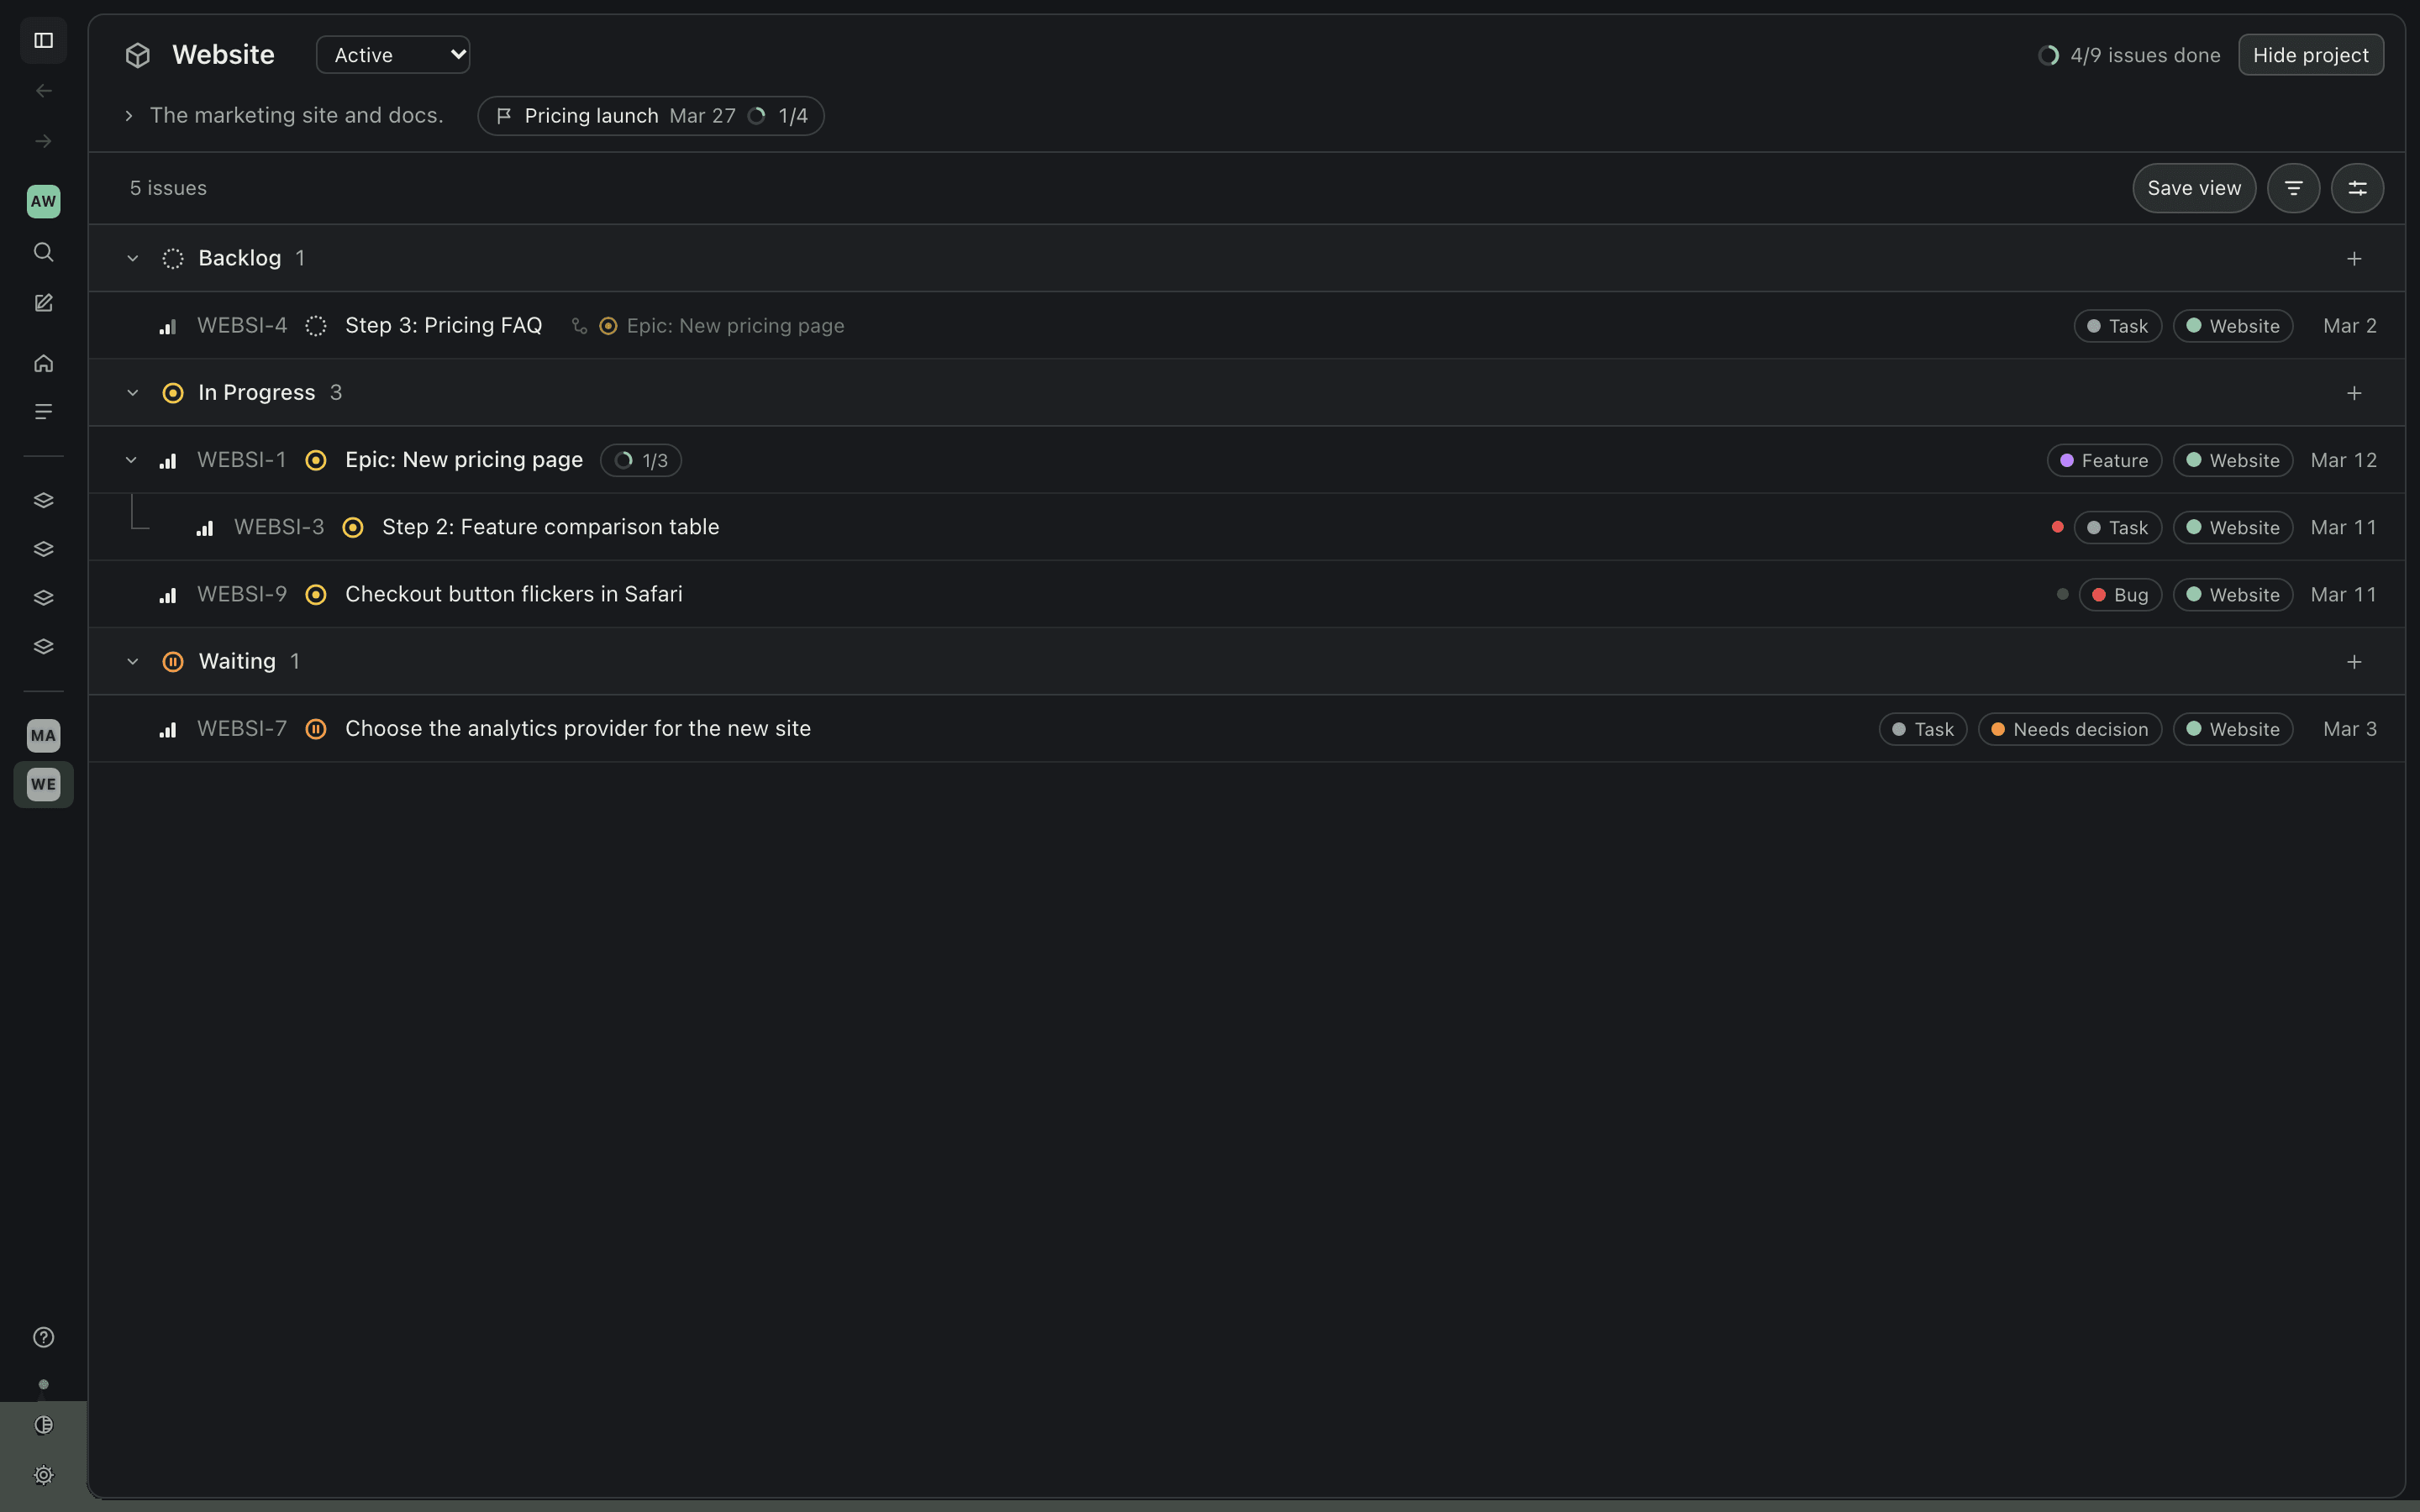 Website Active 4/9 issues done Hide project
The marketing site and docs. Pricing launch Mar 27 1/4
AW
5 issues Save view
Backlog 1
WEBSI-4 Step 3: Pricing FAQ Epic: New pricing page Task Website Mar 2
In Progress 3
WEBSI-1 Epic: New pricing page 1/3 Feature Website Mar 12
WEBSI-3 Step 2: Feature comparison table Task Website Mar 11
WEBSI-9 Checkout button flickers in Safari Bug Website Mar 11
Waiting 1
WEBSI-7 Choose the analytics provider for the new site Task Needs decision Website Mar 3
MA
WE